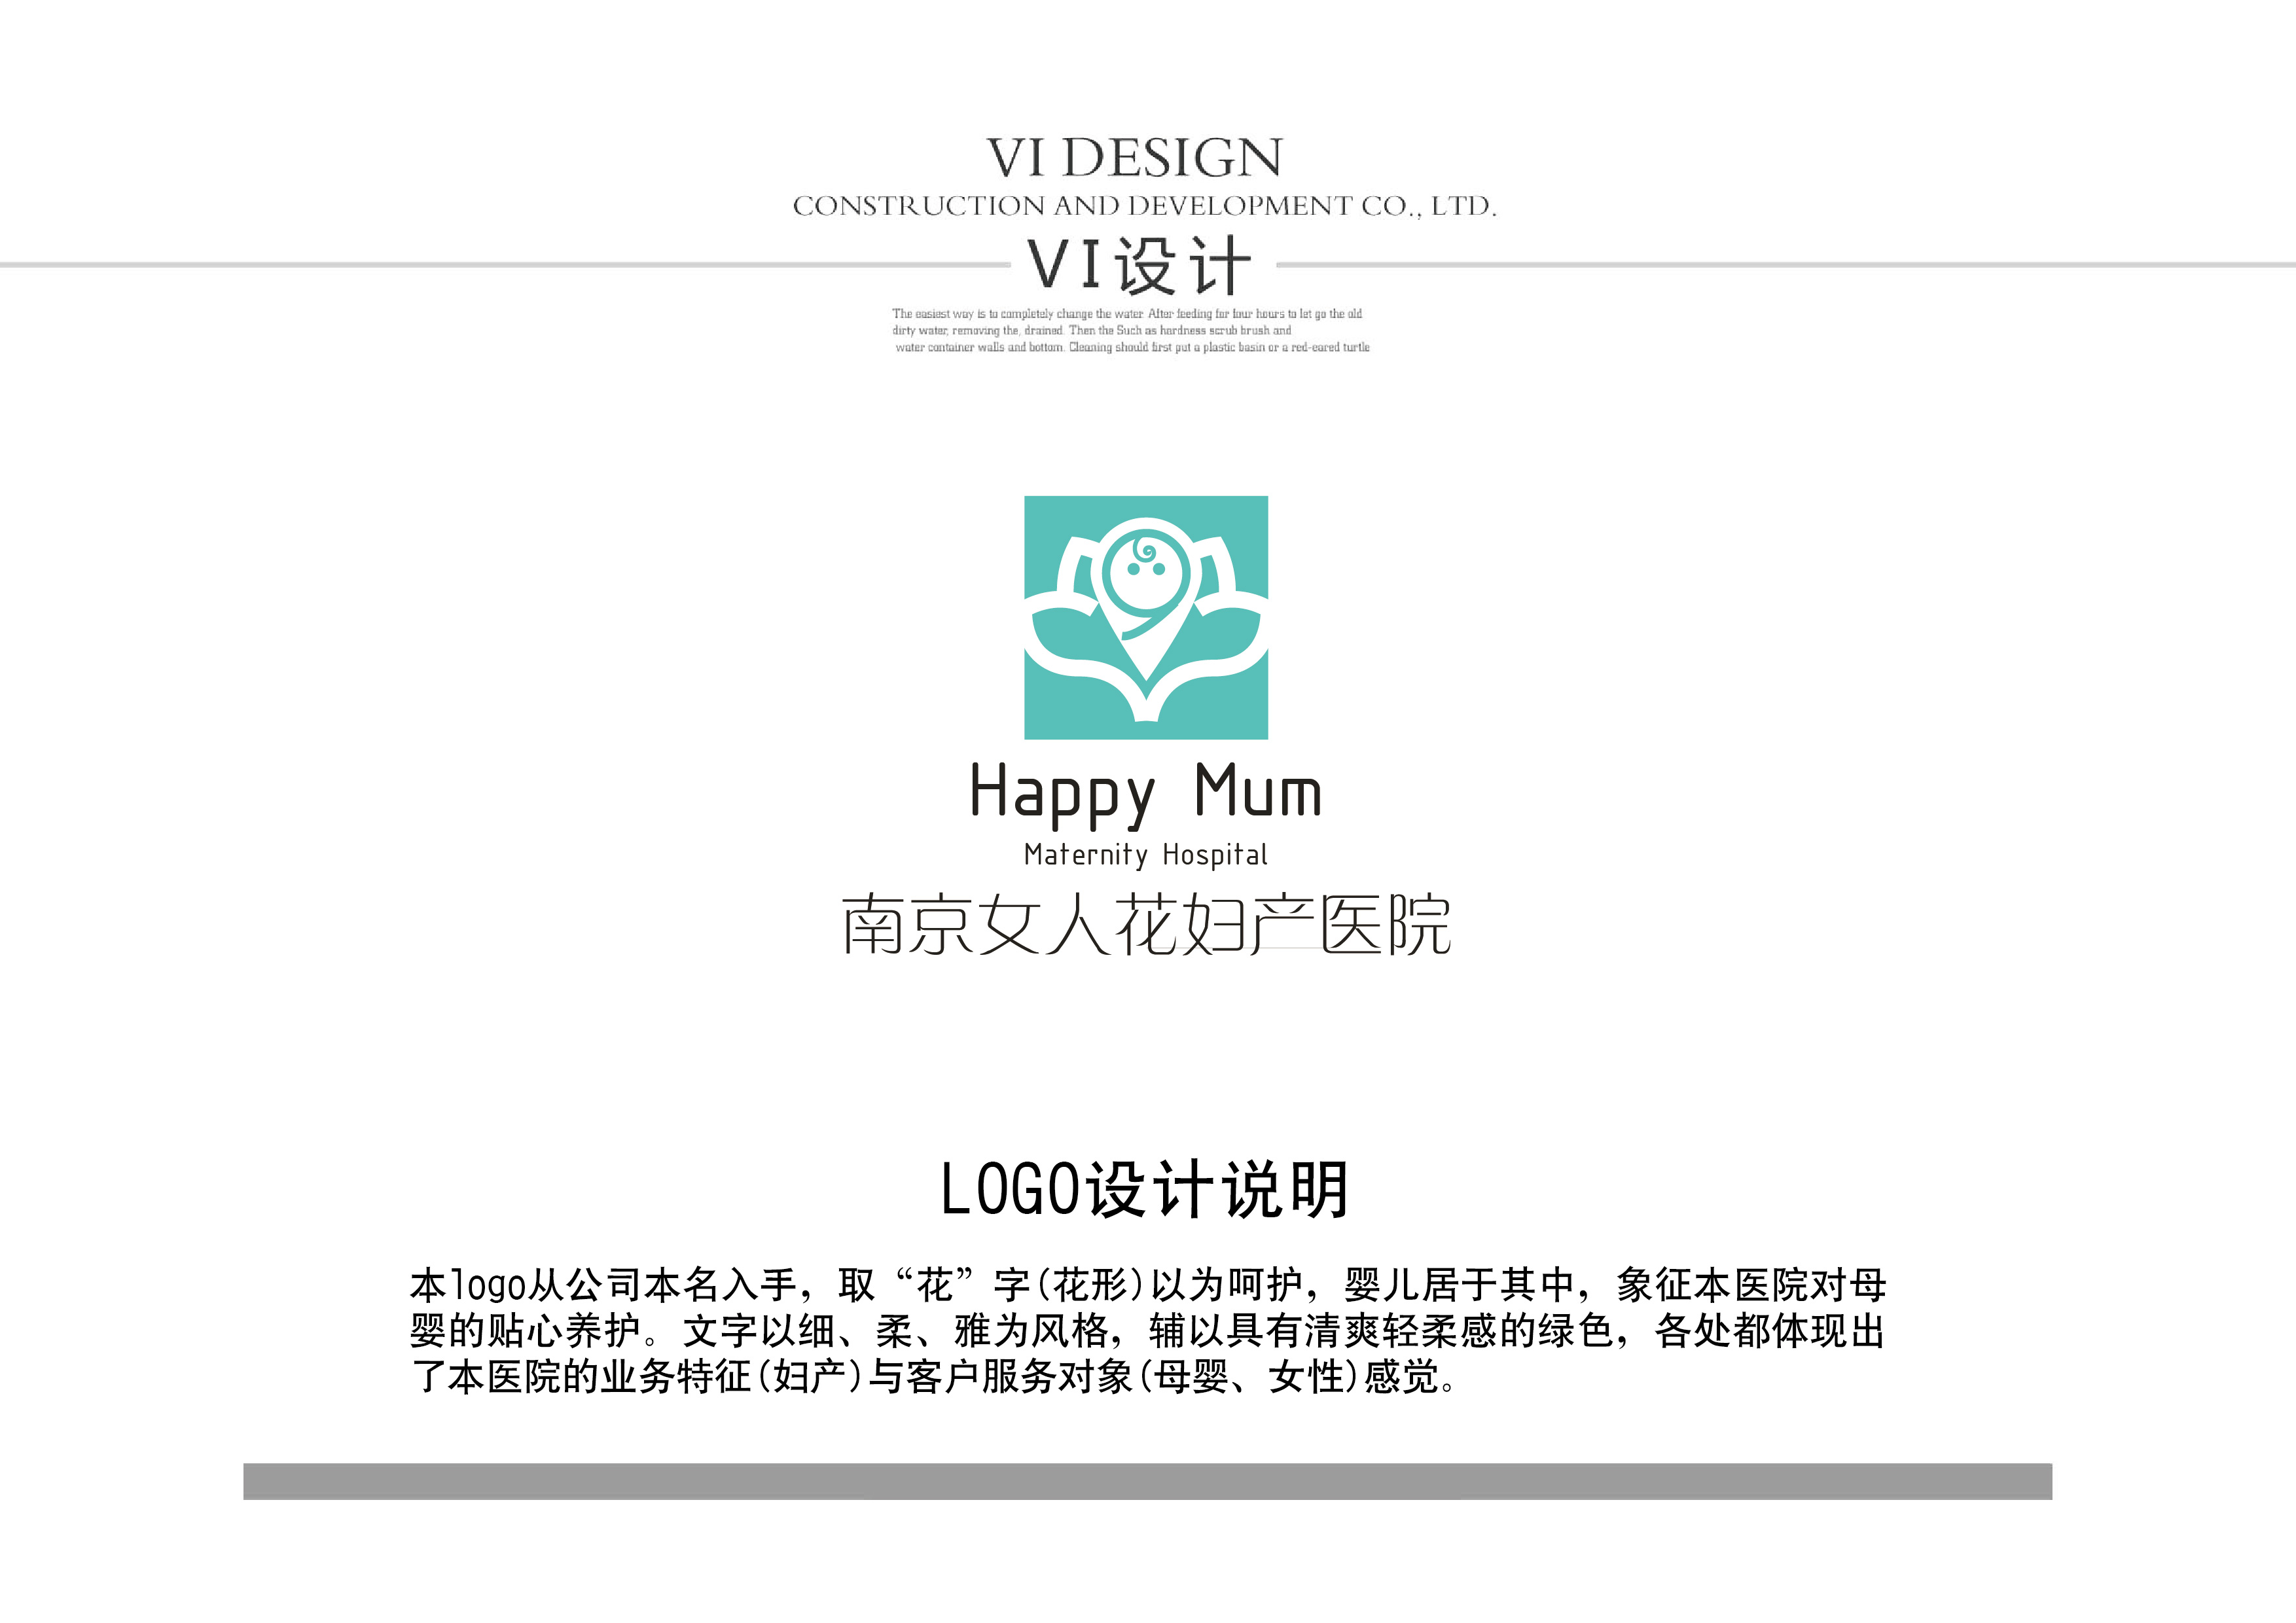 VI DESIGN
CONSTRUCTION AND DEVELOPMENT CO., LTD.
VI设计
The easiest way is to completely change the water. After feeding for four hours to let go the old
dirty water, removing the, drained. Then the Such as hardness scrub brush and
water container walls and bottom. Cleaning should first put a plastic basin or a red-eared turtle
Happy Mum
Maternity Hospital
南京女人花妇产医院
LOGO设计说明
本logo从公司本名入手，取“花”字(花形)以为呵护，婴儿居于其中，象征本医院对母
婴的贴心养护。文字以细、柔、雅为风格，辅以具有清爽轻柔感的绿色，各处都体现出
了本医院的业务特征(妇产)与客户服务对象(母婴、女性)感觉。